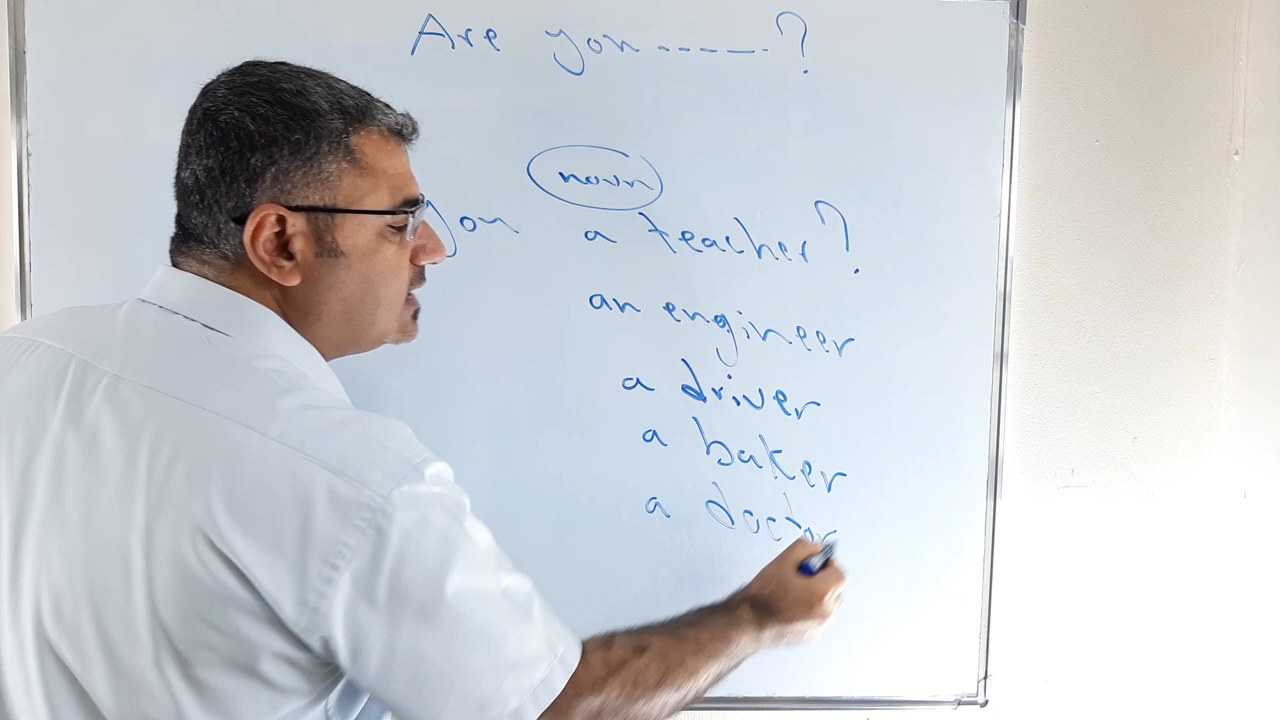 Are you ------?
noun
you a teacher?
an engineer
a driver
a baker
a doctor